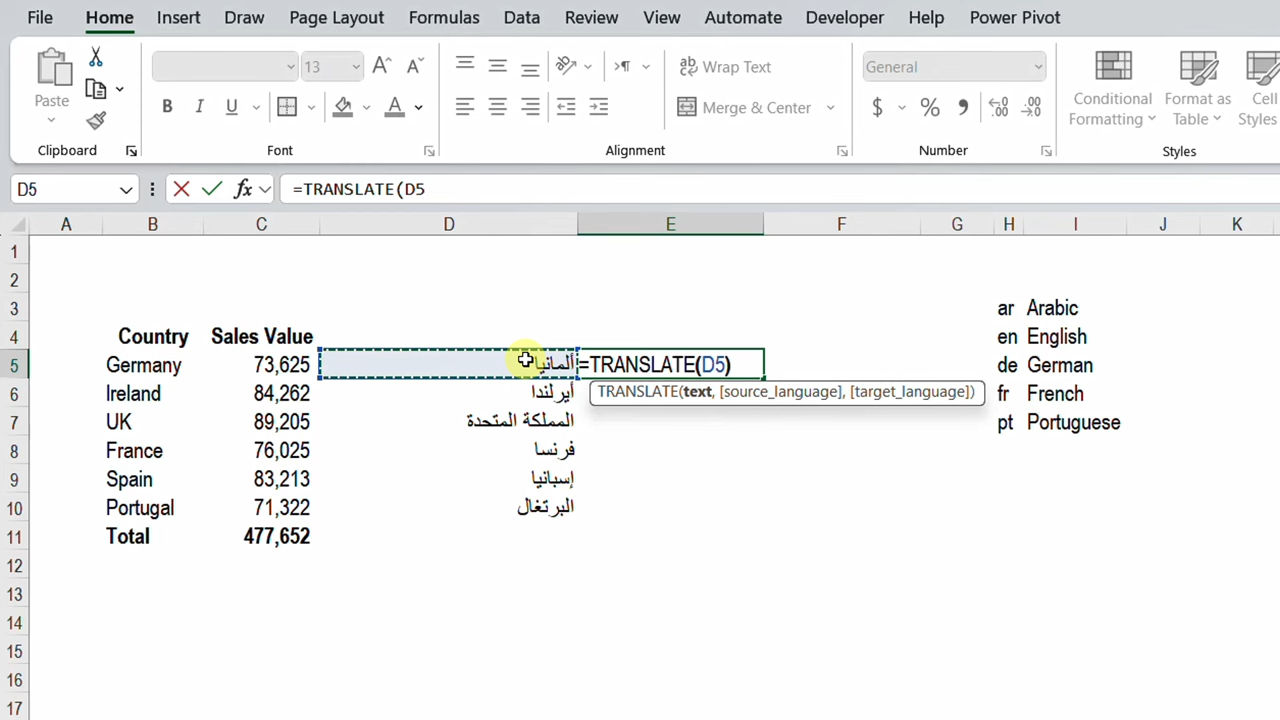 File Home Insert Draw Page Layout Formulas Data Review View Automate Developer Help Power Pivot
Paste
13
B I U
Wrap Text
Merge & Center
General
$ %
Conditional Formatting
Format as Table
Cell Styles
Clipboard Font Alignment Number Styles
D5 fx =TRANSLATE(D5
A B C D E F G H I J K
1
2
3 ar Arabic
4 Country Sales Value en English
5 Germany 73,625 ألمانيا =TRANSLATE(D5) de German
TRANSLATE(text, [source_language], [target_language])
6 Ireland 84,262 أيرلندا fr French
7 UK 89,205 المملكة المتحدة pt Portuguese
8 France 76,025 فرنسا
9 Spain 83,213 إسبانيا
10 Portugal 71,322 البرتغال
11 Total 477,652
12
13
14
15
16
17